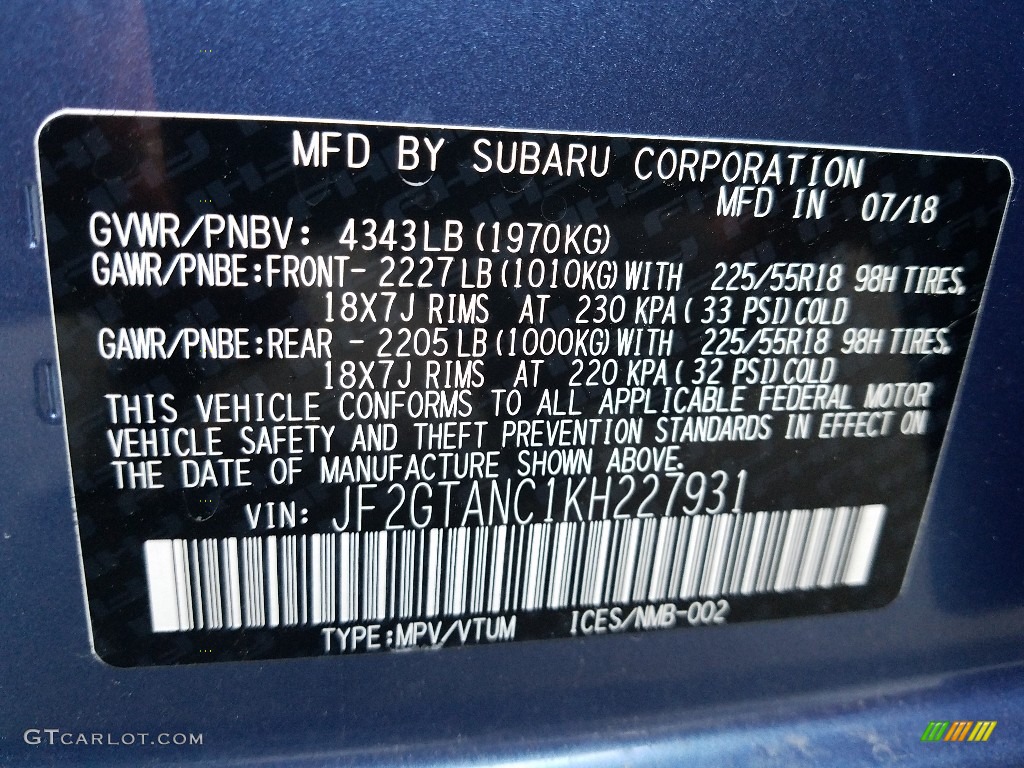 MFD BY SUBARU CORPORATION
MFD IN 07/18
GVWR/PNBV: 4343LB (1970KG)
GAWR/PNBE:FRONT- 2227LB(1010KG)WITH 225/55R18 98H TIRES,
18X7J RIMS AT 230 KPA( 33 PSI)COLD
GAWR/PNBE:REAR - 2205LB(1000KG)WITH 225/55R18 98H TIRES,
18X7J RIMS AT 220 KPA( 32 PSI)COLD
THIS VEHICLE CONFORMS TO ALL APPLICABLE FEDERAL MOTOR
VEHICLE SAFETY AND THEFT PREVENTION STANDARDS IN EFFECT ON
THE DATE OF MANUFACTURE SHOWN ABOVE.
VIN: JF2GTANC1KH227931
TYPE:MPV/VTUM ICES/NMB-002
GTCARLOT.COM